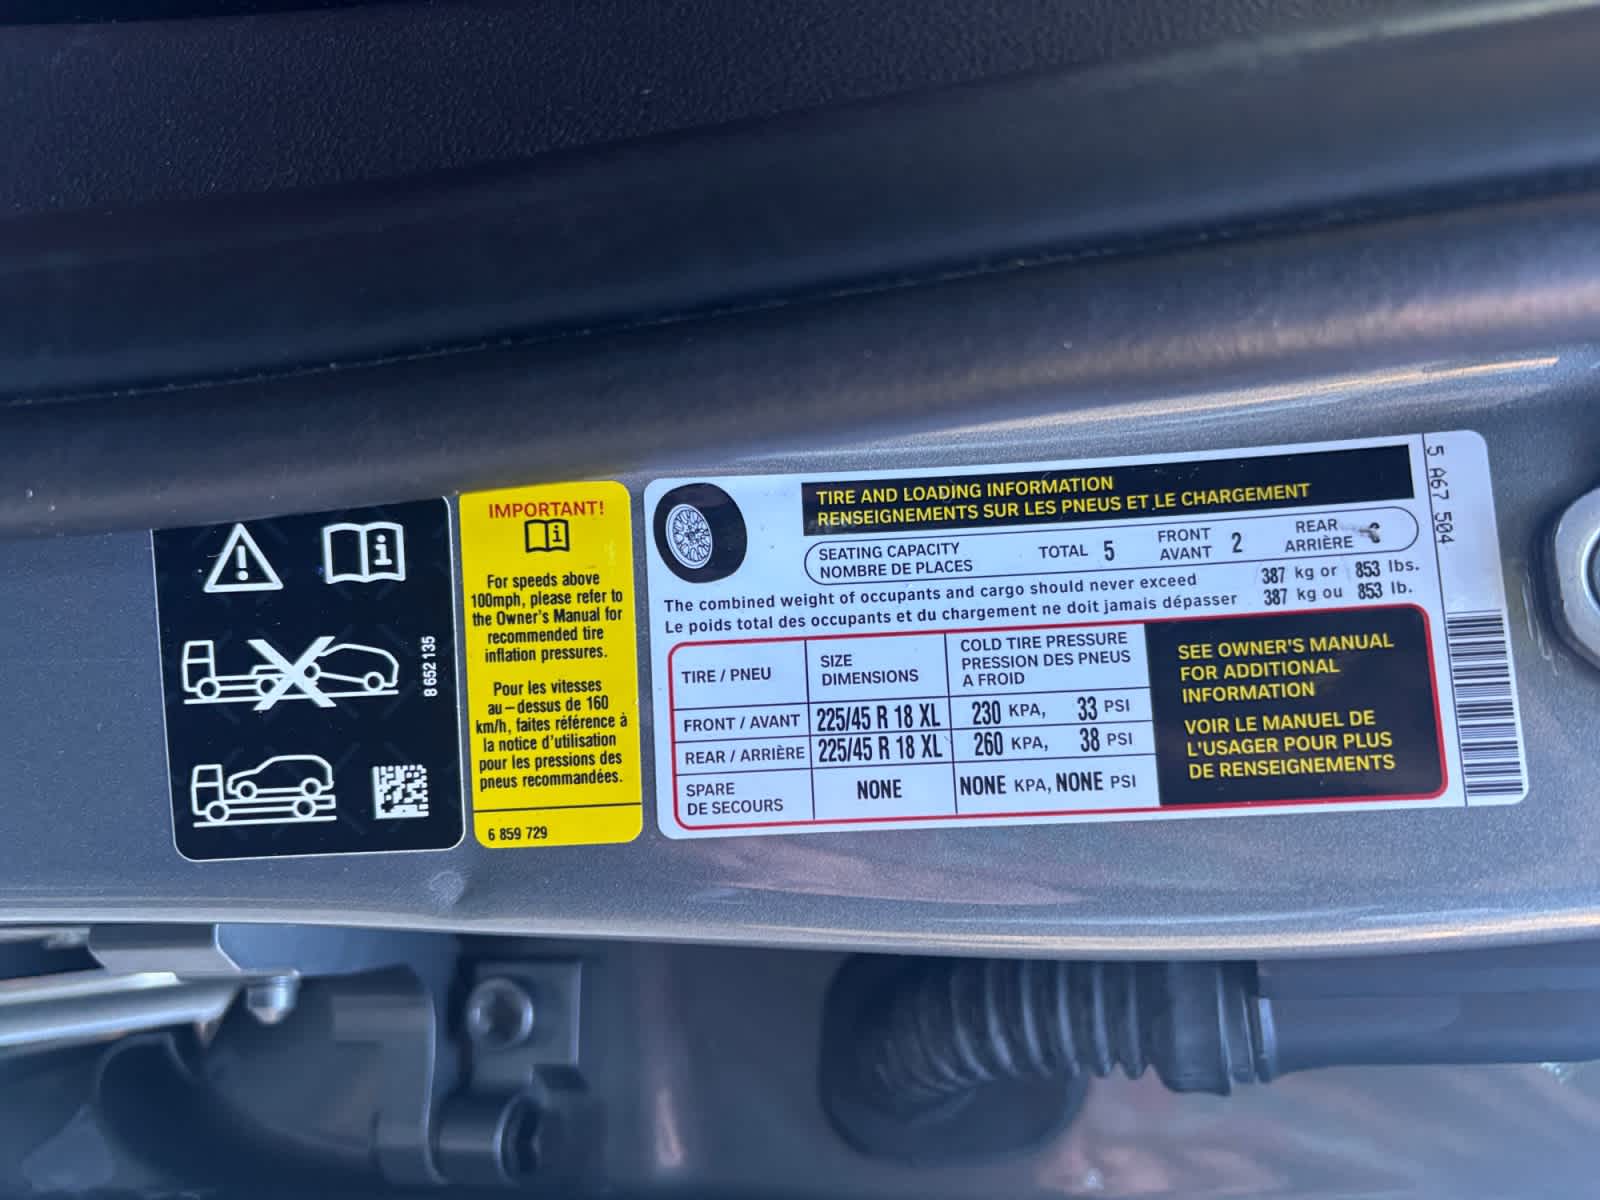 8 652 135
IMPORTANT!
For speeds above
100mph, please refer to
the Owner's Manual for
recommended tire
inflation pressures.
Pour les vitesses
au – dessus de 160
km/h, faites référence à
la notice d'utilisation
pour les pressions des
pneus recommandées.
6 859 729
TIRE AND LOADING INFORMATION
RENSEIGNEMENTS SUR LES PNEUS ET LE CHARGEMENT
SEATING CAPACITY
NOMBRE DE PLACES
TOTAL 5
FRONT
AVANT 2
REAR
ARRIÈRE
The combined weight of occupants and cargo should never exceed 387 kg or 853 lbs.
Le poids total des occupants et du chargement ne doit jamais dépasser 387 kg ou 853 lb.
TIRE / PNEU
SIZE
DIMENSIONS
COLD TIRE PRESSURE
PRESSION DES PNEUS
A FROID
FRONT / AVANT 225/45 R 18 XL 230 KPA, 33 PSI
REAR / ARRIÈRE 225/45 R 18 XL 260 KPA, 38 PSI
SPARE
DE SECOURS
NONE
NONE KPA, NONE PSI
SEE OWNER'S MANUAL
FOR ADDITIONAL
INFORMATION
VOIR LE MANUEL DE
L'USAGER POUR PLUS
DE RENSEIGNEMENTS
5 A67 504